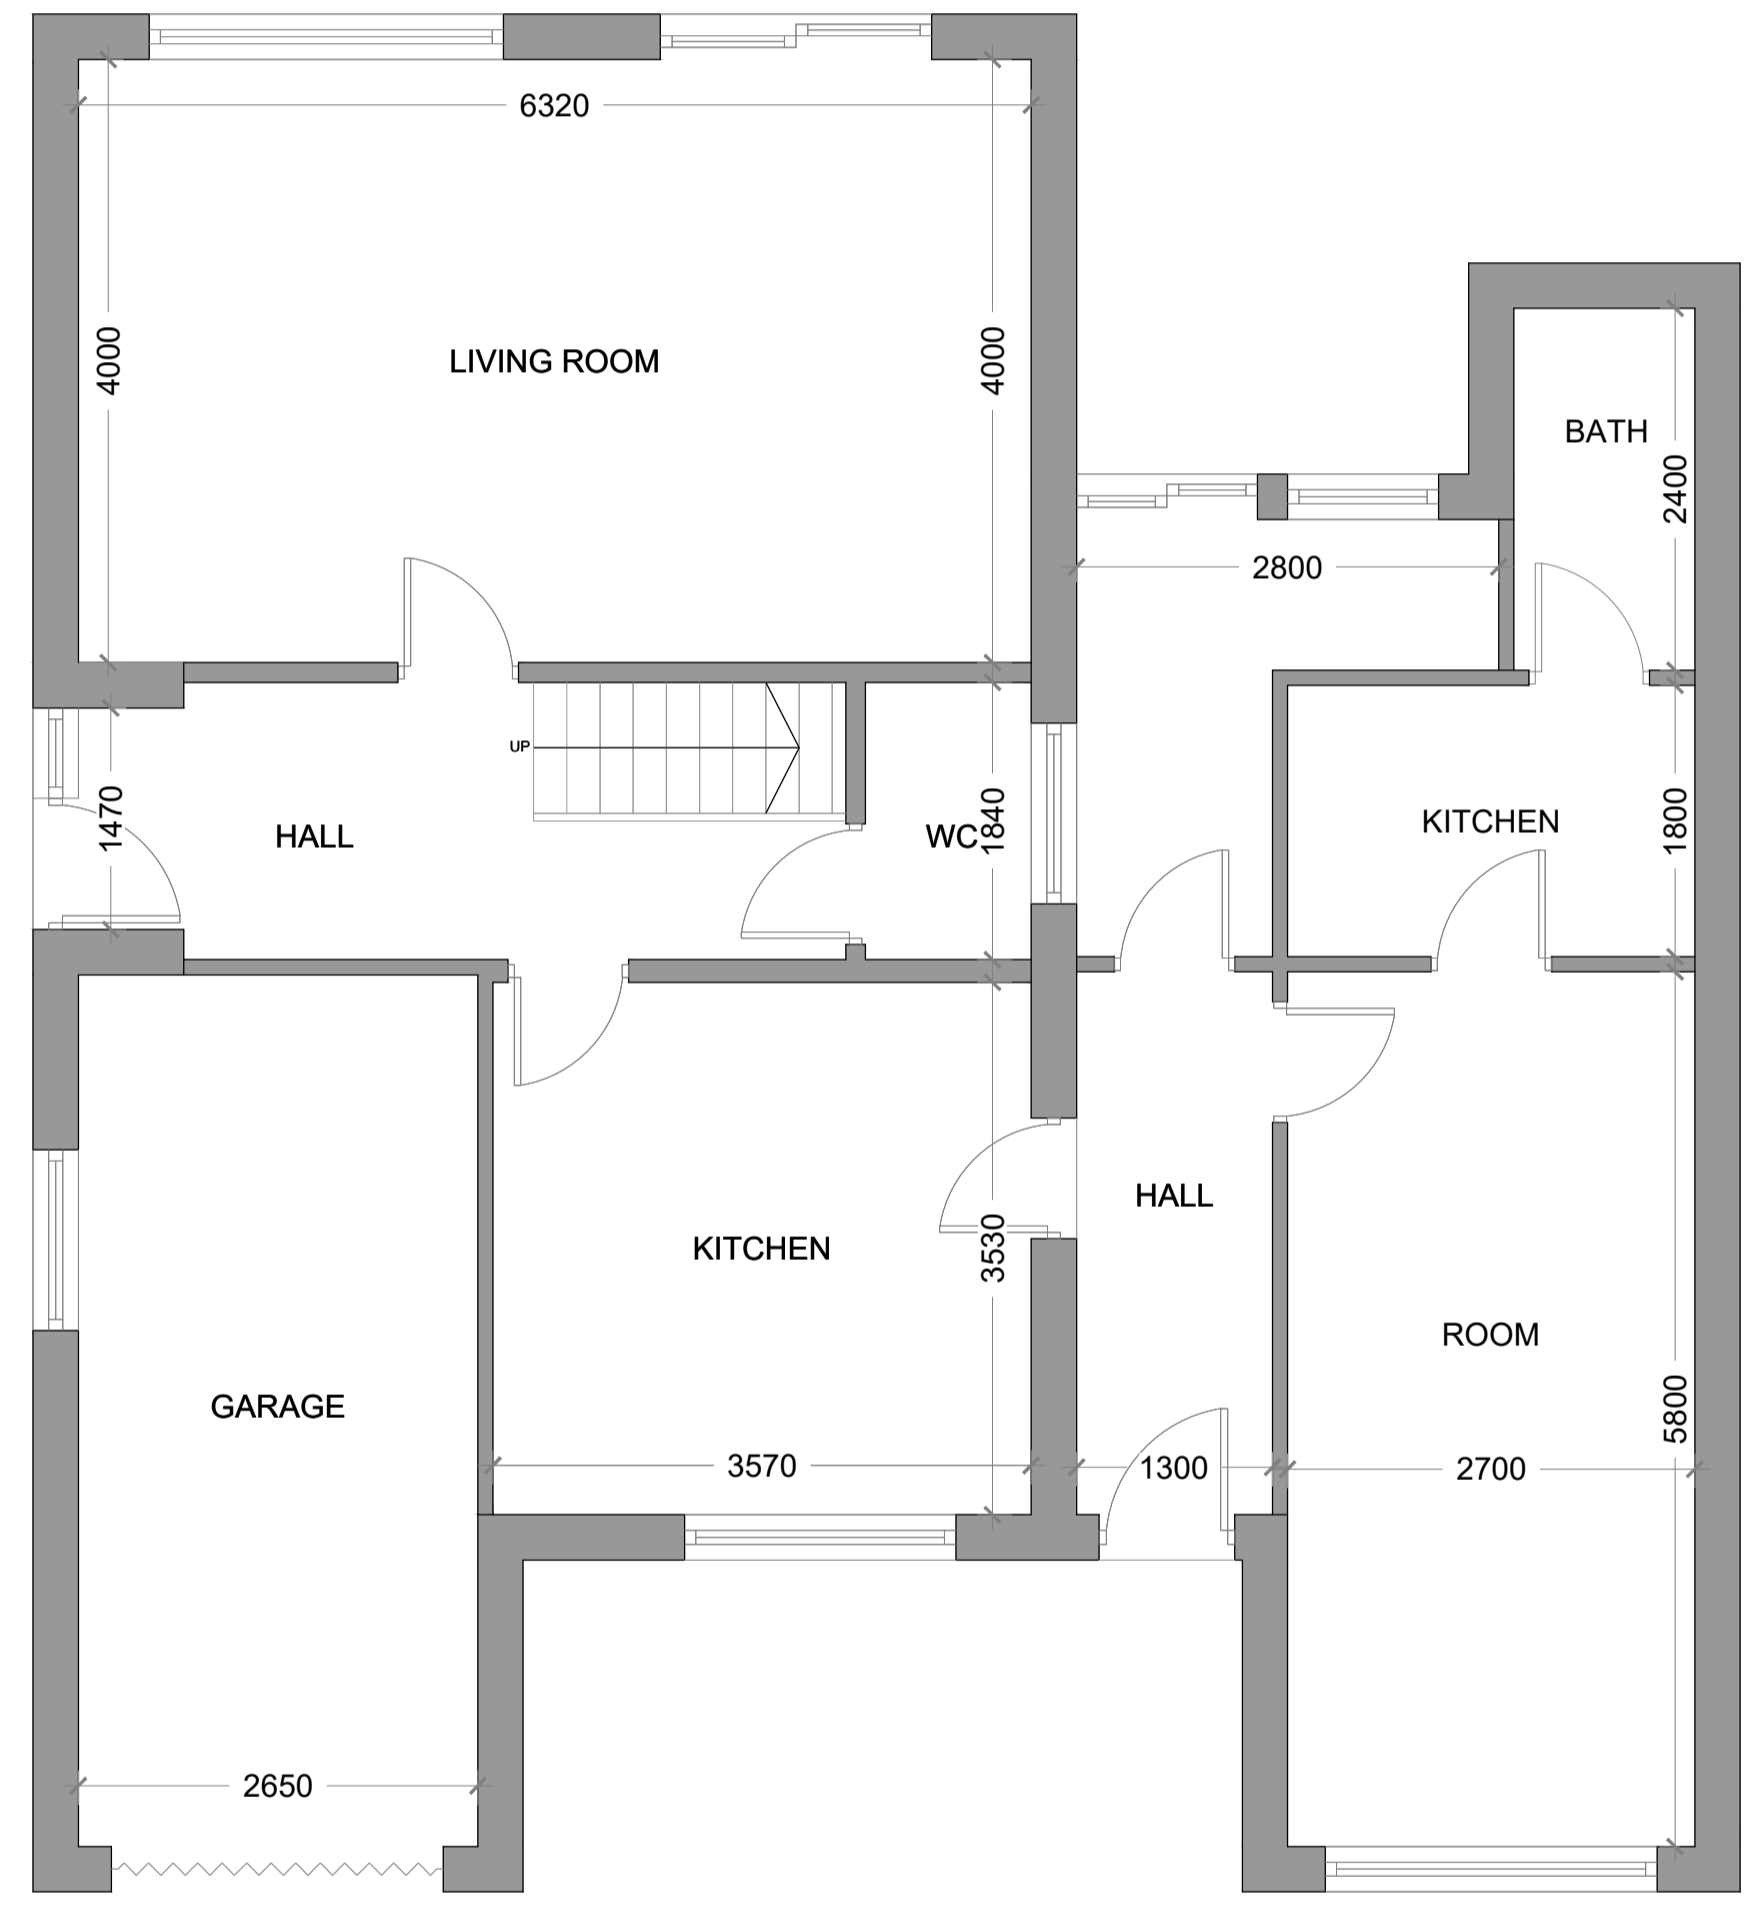 6320
4000
LIVING ROOM
4000
BATH
2400
2800
UP
1470
HALL
WC
1840
KITCHEN
1800
HALL
KITCHEN
3530
ROOM
GARAGE
5800
3570
1300
2700
2650